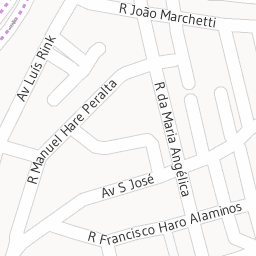 R João Marchetti
Av Luís Rink
R Manuel Hare Peralta
R da Maria Angélica
Av S José
R Francisco Haro Alaminos